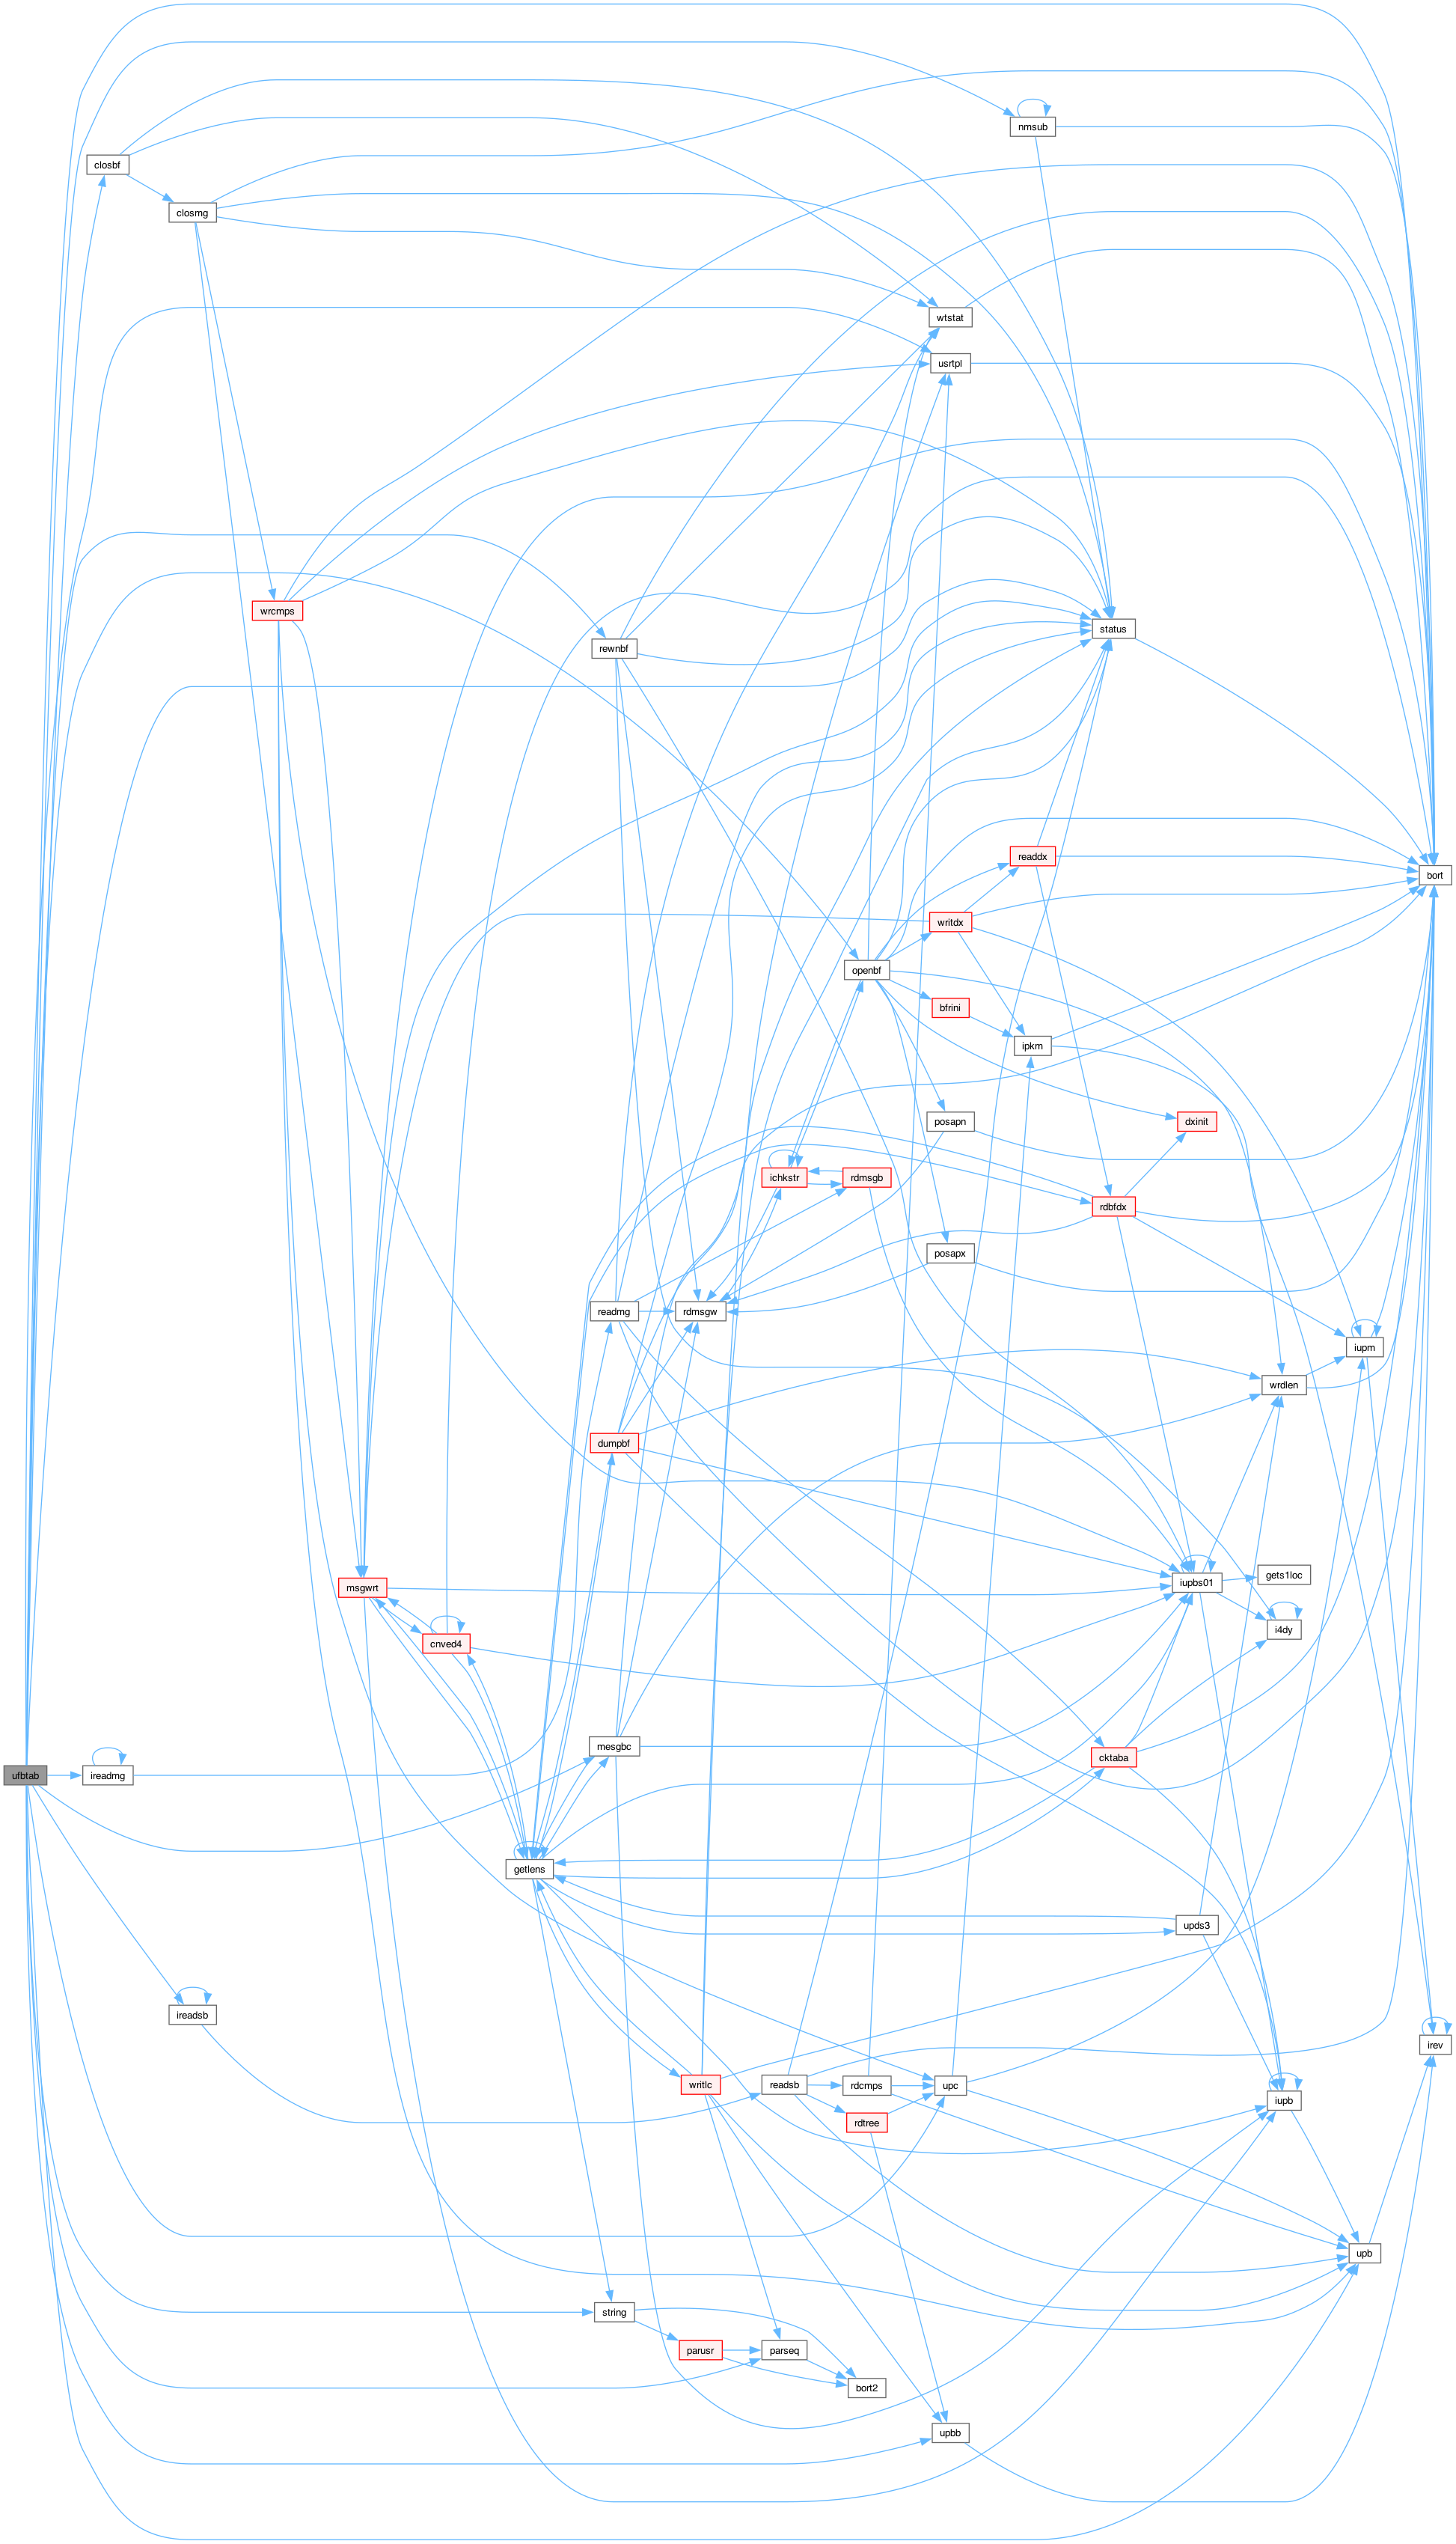 nmsub
closbf
closmg
wtstat
usrtpl
wrcmps
status
rewnbf
readdx
bort
writdx
openbf
bfrini
ipkm
posapn
dxinit
ichkstr
rdmsgb
rdbfdx
posapx
readmg
rdmsgw
iupm
wrdlen
dumpbf
gets1loc
iupbs01
msgwrt
i4dy
cnved4
mesgbc
cktaba
ufbtab
ireadmg
getlens
upds3
ireadsb
irev
writlc
readsb
rdcmps
upc
iupb
rdtree
upb
string
parusr
parseq
bort2
upbb